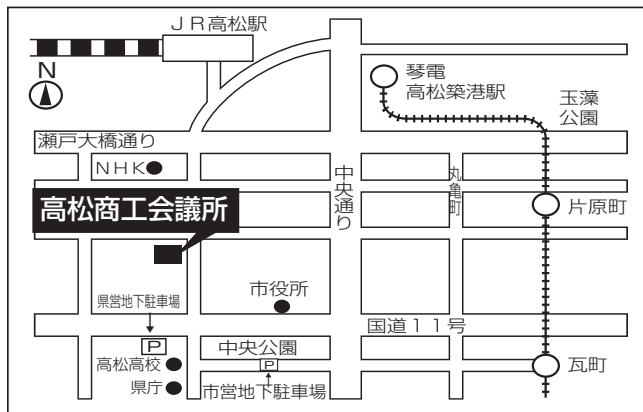 ＪＲ高松駅
N
琴電
高松築港駅
玉藻
公園
瀬戸大橋通り
NHK
中央通り
丸亀町
高松商工会議所
片原町
県営地下駐車場
市役所
国道１１号
P
中央公園
P
高松高校
瓦町
県庁
市営地下駐車場